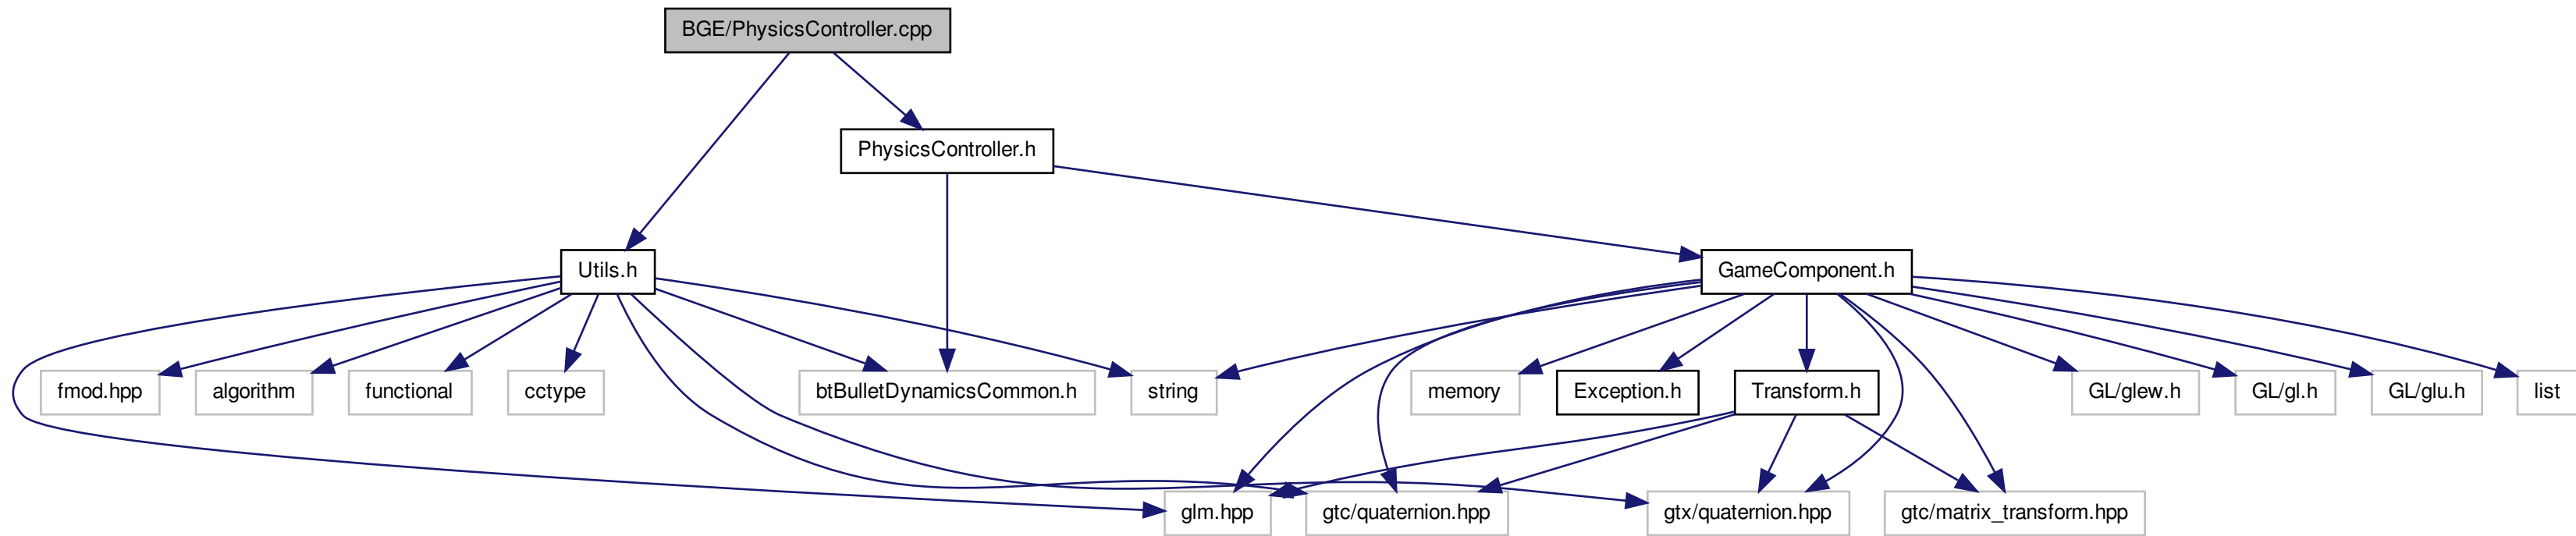 BGE/PhysicsController.cpp
PhysicsController.h
Utils.h
GameComponent.h
fmod.hpp
algorithm
functional
cctype
btBulletDynamicsCommon.h
string
memory
Exception.h
Transform.h
GL/glew.h
GL/gl.h
GL/glu.h
list
glm.hpp
gtc/quaternion.hpp
gtx/quaternion.hpp
gtc/matrix_transform.hpp